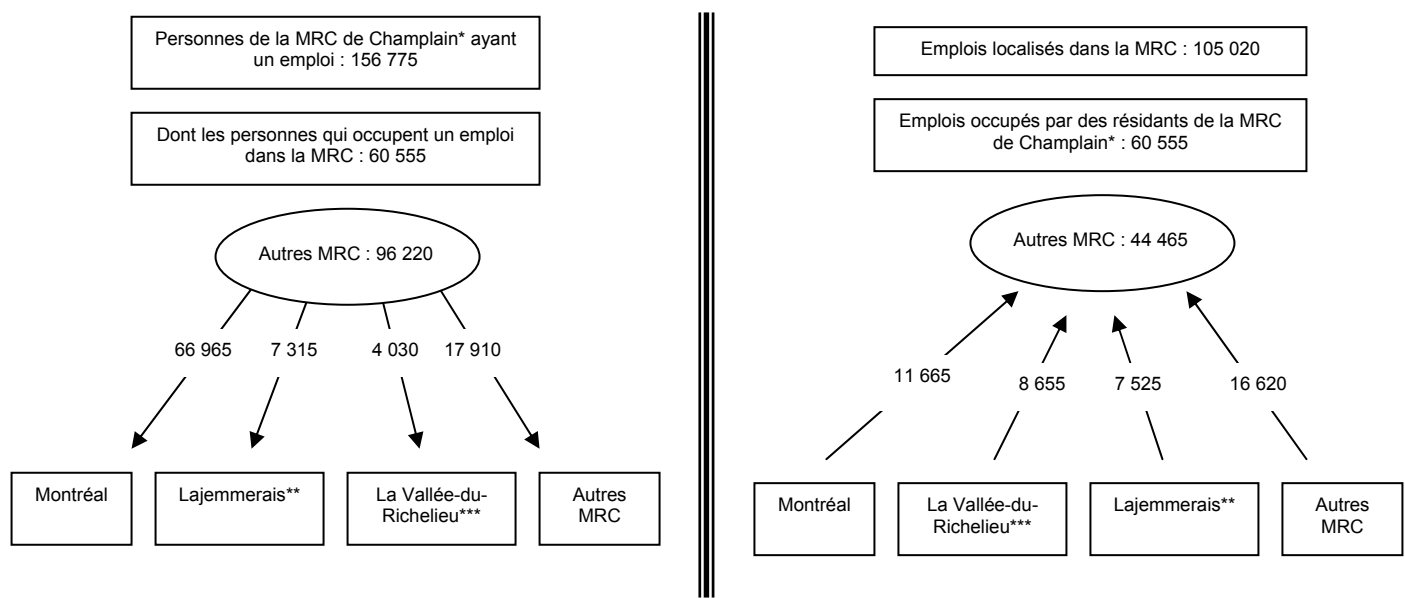 Personnes de la MRC de Champlain* ayant
un emploi : 156 775
Dont les personnes qui occupent un emploi
dans la MRC : 60 555
Autres MRC : 96 220
66 965 7 315 4 030 17 910
Montréal
Lajemmerais**
La Vallée-du-
Richelieu***
Autres
MRC
Emplois localisés dans la MRC : 105 020
Emplois occupés par des résidants de la MRC
de Champlain* : 60 555
Autres MRC : 44 465
11 665 8 655 7 525 16 620
Montréal
La Vallée-du-
Richelieu***
Lajemmerais**
Autres
MRC